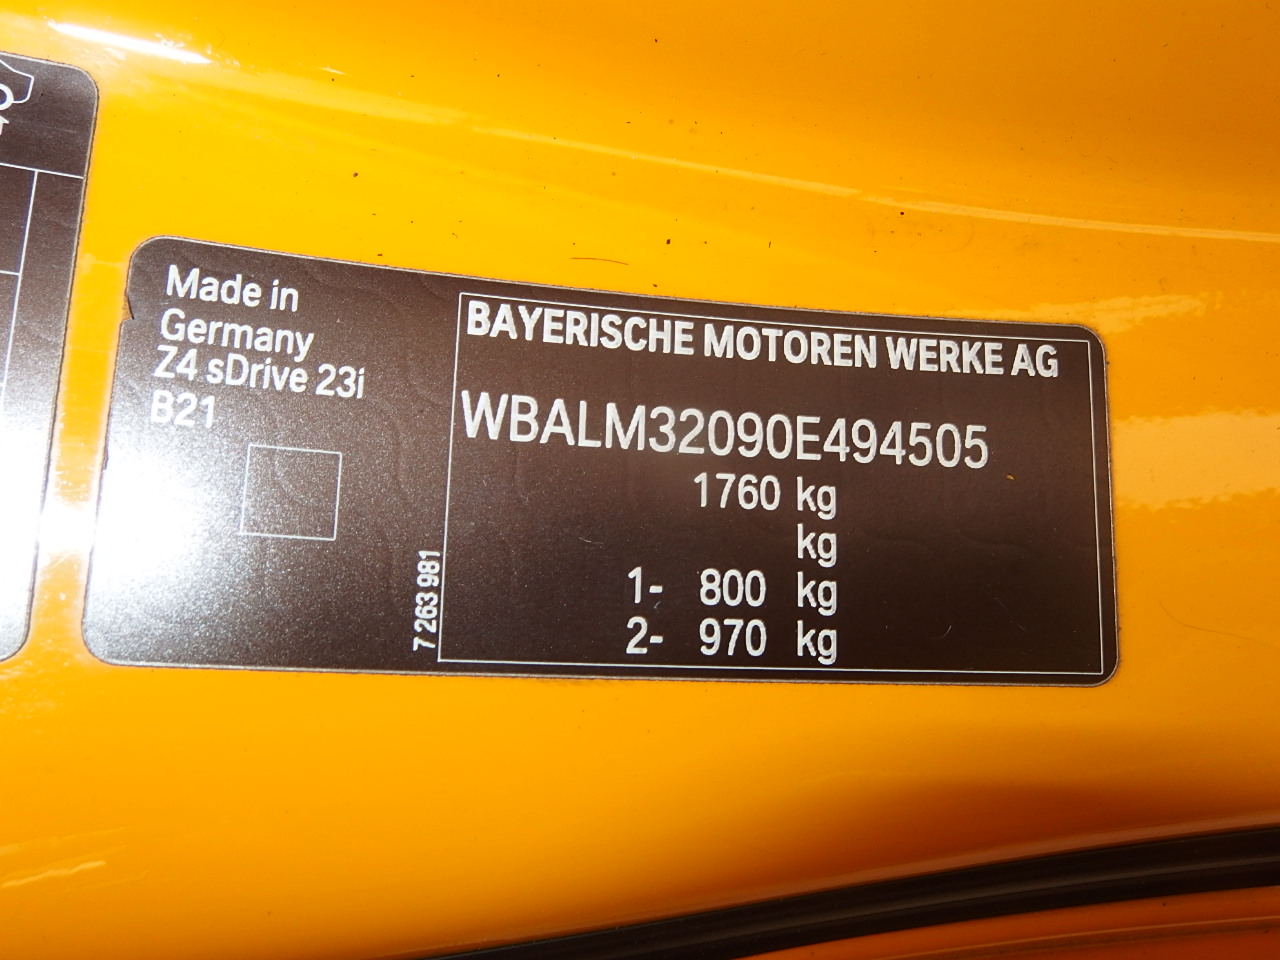 Made in
Germany
Z4 sDrive 23i
B21
7 263 981
BAYERISCHE MOTOREN WERKE AG
WBALM32090E494505
1760 kg
kg
1- 800 kg
2- 970 kg